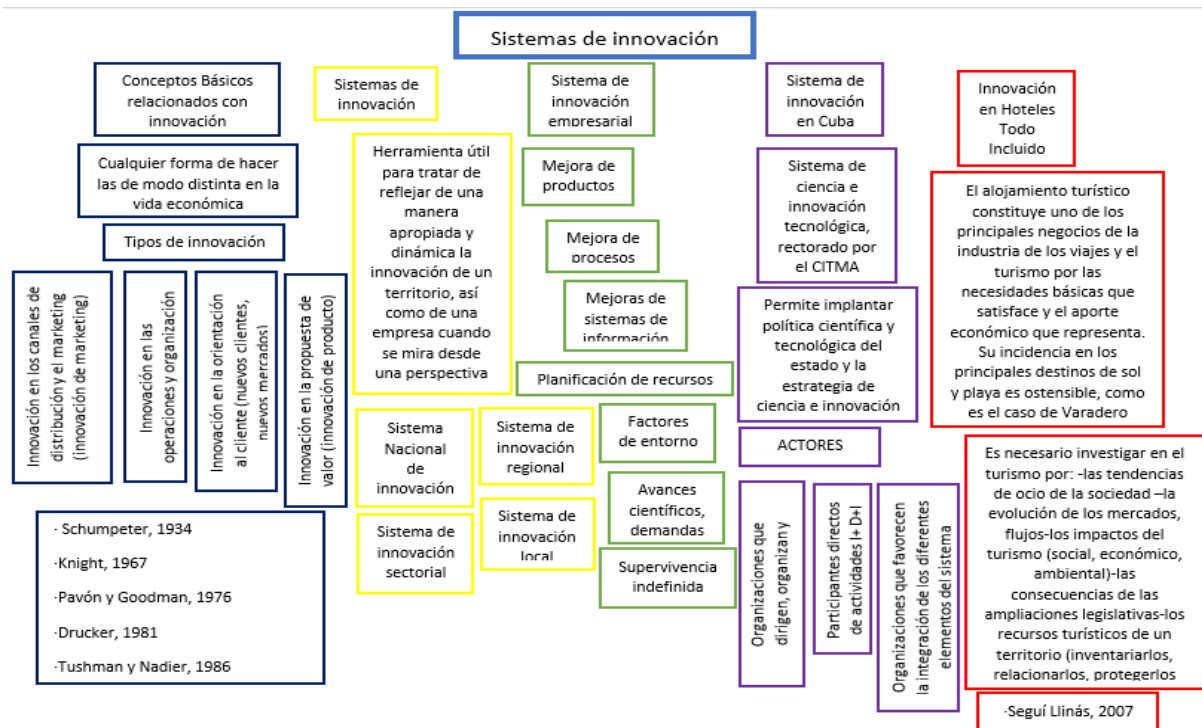 Sistemas de innovación
Conceptos Básicos
relacionados con
innovación
Cualquier forma de hacer
las de modo distinta en la
vida económica
Tipos de innovación
Innovación en los canales de
distribución y el marketing
(innovación de marketing)
Innovación en las
operaciones y organización
Innovación en la orientación
al cliente (nuevos clientes,
nuevos mercados)
Innovación en la propuesta de
valor (innovación de producto)
· Schumpeter, 1934
·Knight, 1967
·Pavón y Goodman, 1976
·Drucker, 1981
·Tushman y Nadier, 1986
Sistemas de
innovación
Herramienta útil
para tratar de
reflejar de una
manera
apropiada y
dinámica la
innovación de un
territorio, así
como de una
empresa cuando
se mira desde
una perspectiva
Sistema
Nacional de
innovación
Sistema de
innovación
regional
Sistema de
innovación
sectorial
Sistema de
innovación
local
Sistema de
innovación
empresarial
Mejora de
productos
Mejora de
procesos
Mejoras de
sistemas de
información
Planificación de recursos
Factores
de entorno
Avances
científicos,
demandas
Supervivencia
indefinida
Sistema de
innovación
en Cuba
Sistema de
ciencia e
innovación
tecnológica,
rectorado por
el CITMA
Permite implantar
política científica y
tecnológica del
estado y la
estrategia de
ciencia e innovación
ACTORES
Organizaciones que
dirigen, organizan y
Participantes directos
de actividades I+ D+I
Organizaciones que favorecen
la integración de los diferentes
elementos del sistema
Innovación
en Hoteles
Todo
Incluido
El alojamiento turístico
constituye uno de los
principales negocios de la
industria de los viajes y el
turismo por las
necesidades básicas que
satisface y el aporte
económico que representa.
Su incidencia en los
principales destinos de sol
y playa es ostensible, como
es el caso de Varadero
Es necesario investigar en el
turismo por: -las tendencias
de ocio de la sociedad –la
evolución de los mercados,
flujos-los impactos del
turismo (social, económico,
ambiental)-las
consecuencias de las
ampliaciones legislativas-los
recursos turísticos de un
territorio (inventariarlos,
relacionarlos, protegerlos
·Seguí Llinás, 2007